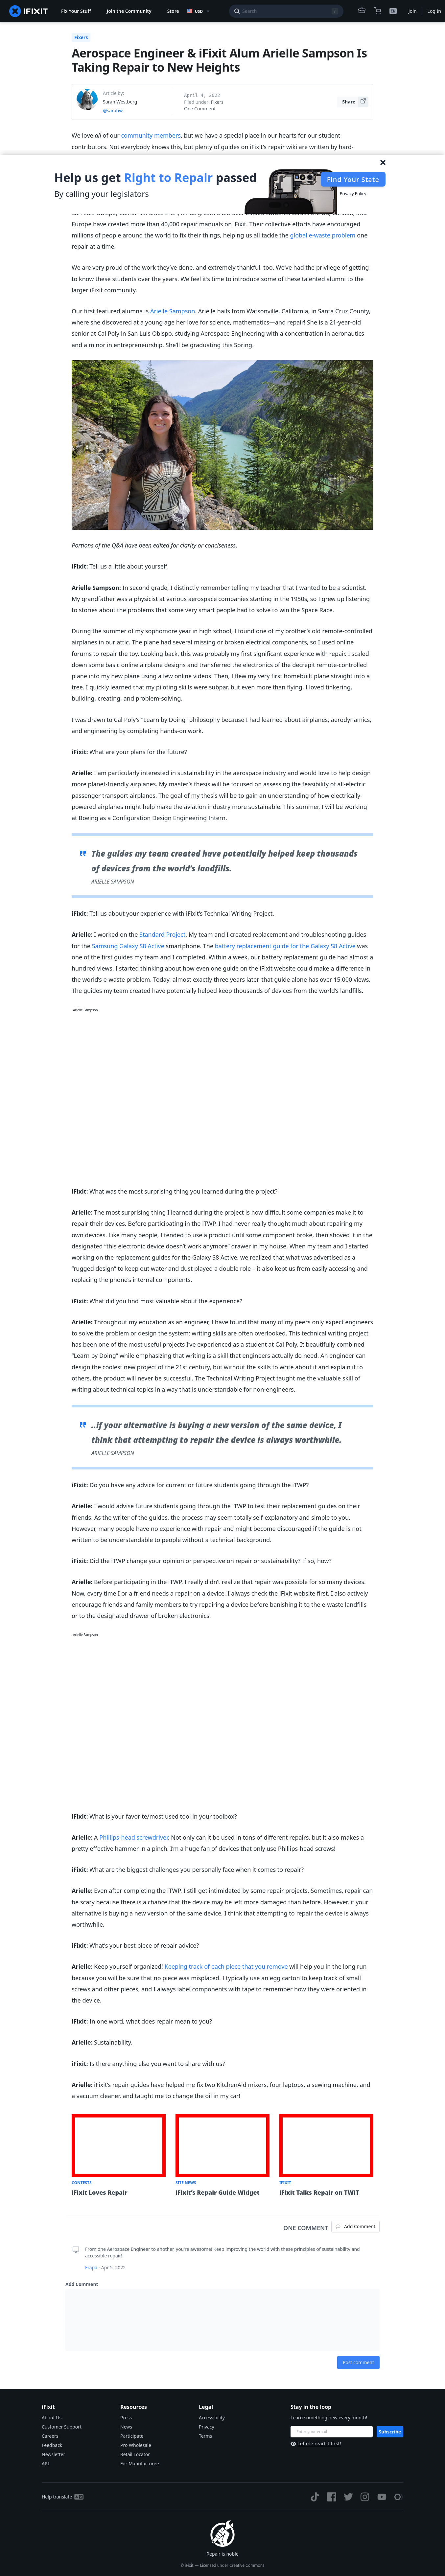 IFIXIT
Fix Your Stuff
Join the Community
Store
USD
Search
Join
Log In
Fixers
Aerospace Engineer & iFixit Alum Arielle Sampson Is
Taking Repair to New Heights
Article by:
Sarah Westberg
@sarahw
April 4, 2022
Filed under: Fixers
One Comment
Share
We love all of our community members, but we have a special place in our hearts for our student
incorporating repair. Not everybody knows this, but plenty of guides on iFixit's repair wiki are written by hard-
Help us get Right to Repair passed
By calling your legislators
Find Your State
Privacy Policy
Europe have created more than 40,000 repair manuals on iFixit. Their collective efforts have encouraged
millions of people around the world to fix their things, helping us all tackle the global e-waste problem one
repair at a time.
We are very proud of the work they've done, and extremely thankful, too. We've had the privilege of getting
to know these students over the years. We feel it's time to introduce some of these talented alumni to the
larger iFixit community.
Our first featured alumna is Arielle Sampson. Arielle hails from Watsonville, California, in Santa Cruz County,
where she discovered at a young age her love for science, mathematics—and repair! She is a 21-year-old
senior at Cal Poly in San Luis Obispo, studying Aerospace Engineering with a concentration in aeronautics
and a minor in entrepreneurship. She'll be graduating this Spring.
Portions of the Q&A have been edited for clarity or conciseness.
iFixit: Tell us a little about yourself.
Arielle Sampson: In second grade, I distinctly remember telling my teacher that I wanted to be a scientist.
My grandfather was a physicist at various aerospace companies starting in the 1950s, so I grew up listening
to stories about the problems that some very smart people had to solve to win the Space Race.
During the summer of my sophomore year in high school, I found one of my brother's old remote-controlled
airplanes in our attic. The plane had several missing or broken electronic components, so I used online
forums to repair the toy. Looking back, this was probably my first significant experience with repair. I scaled
down some basic online airplane designs and transferred the electronics of the decrepit remote-controlled
plane into my new plane using a few online videos. Then, I flew my very first homebuilt plane straight into a
tree. I quickly learned that my piloting skills were subpar, but even more than flying, I loved tinkering,
building, creating, and problem-solving.
I was drawn to Cal Poly's "Learn by Doing" philosophy because I had learned about airplanes, aerodynamics,
and engineering by completing hands-on work.
iFixit: What are your plans for the future?
Arielle: I am particularly interested in sustainability in the aerospace industry and would love to help design
more planet-friendly airplanes. My master's thesis will be focused on assessing the feasibility of all-electric
passenger transport airplanes. The goal of my thesis will be to gain an understanding of how electrically-
powered airplanes might help make the aviation industry more sustainable. This summer, I will be working
at Boeing as a Configuration Design Engineering Intern.
The guides my team created have potentially helped keep thousands
of devices from the world's landfills.
ARIELLE SAMPSON
iFixit: Tell us about your experience with iFixit's Technical Writing Project.
Arielle: I worked on the Standard Project. My team and I created replacement and troubleshooting guides
for the Samsung Galaxy S8 Active smartphone. The battery replacement guide for the Galaxy S8 Active was
one of the first guides my team and I completed. Within a week, our battery replacement guide had almost a
hundred views. I started thinking about how even one guide on the iFixit website could make a difference in
the world's e-waste problem. Today, almost exactly three years later, that guide alone has over 15,000 views.
The guides my team created have potentially helped keep thousands of devices from the world's landfills.
Arielle Sampson
iFixit: What was the most surprising thing you learned during the project?
Arielle: The most surprising thing I learned during the project is how difficult some companies make it to
repair their devices. Before participating in the iTWP, I had never really thought much about repairing my
own devices. Like many people, I tended to use a product until some component broke, then shoved it in the
designated "this electronic device doesn't work anymore" drawer in my house. When my team and I started
working on the replacement guides for the Galaxy S8 Active, we realized that what was advertised as a
"rugged design" to keep out water and dust played a double role – it also kept us from easily accessing and
replacing the phone's internal components.
iFixit: What did you find most valuable about the experience?
Arielle: Throughout my education as an engineer, I have found that many of my peers only expect engineers
to solve the problem or design the system; writing skills are often overlooked. This technical writing project
has been one of the most useful projects I've experienced as a student at Cal Poly. It beautifully combined
"Learn by Doing" while emphasizing that writing is a skill that engineers actually do need. An engineer can
design the coolest new project of the 21st century, but without the skills to write about it and explain it to
others, the product will never be successful. The Technical Writing Project taught me the valuable skill of
writing about technical topics in a way that is understandable for non-engineers.
..if your alternative is buying a new version of the same device, I
think that attempting to repair the device is always worthwhile.
ARIELLE SAMPSON
iFixit: Do you have any advice for current or future students going through the iTWP?
Arielle: I would advise future students going through the iTWP to test their replacement guides on their
friends. As the writer of the guides, the process may seem totally self-explanatory and simple to you.
However, many people have no experience with repair and might become discouraged if the guide is not
written to be understandable to people without a technical background.
iFixit: Did the iTWP change your opinion or perspective on repair or sustainability? If so, how?
Arielle: Before participating in the iTWP, I really didn't realize that repair was possible for so many devices.
Now, every time I or a friend needs a repair on a device, I always check the iFixit website first. I also actively
encourage friends and family members to try repairing a device before banishing it to the e-waste landfills
or to the designated drawer of broken electronics.
Arielle Sampson
iFixit: What is your favorite/most used tool in your toolbox?
Arielle: A Phillips-head screwdriver. Not only can it be used in tons of different repairs, but it also makes a
pretty effective hammer in a pinch. I'm a huge fan of devices that only use Phillips-head screws!
iFixit: What are the biggest challenges you personally face when it comes to repair?
Arielle: Even after completing the iTWP, I still get intimidated by some repair projects. Sometimes, repair can
be scary because there is a chance that the device may be left more damaged than before. However, if your
alternative is buying a new version of the same device, I think that attempting to repair the device is always
worthwhile.
iFixit: What's your best piece of repair advice?
Arielle: Keep yourself organized! Keeping track of each piece that you remove will help you in the long run
because you will be sure that no piece was misplaced. I typically use an egg carton to keep track of small
screws and other pieces, and I always label components with tape to remember how they were oriented in
the device.
iFixit: In one word, what does repair mean to you?
Arielle: Sustainability.
iFixit: Is there anything else you want to share with us?
Arielle: iFixit's repair guides have helped me fix two KitchenAid mixers, four laptops, a sewing machine, and
a vacuum cleaner, and taught me to change the oil in my car!
CONTESTS
iFixit Loves Repair
SITE NEWS
iFixit's Repair Guide Widget
IFIXIT
iFixit Talks Repair on TWiT
ONE COMMENT
Add Comment
From one Aerospace Engineer to another, you're awesome! Keep improving the world with these principles of sustainability and
accessible repair!
Frapa - Apr 5, 2022
Add Comment
Post comment
iFixit
About Us
Customer Support
Careers
Feedback
Newsletter
API
Resources
Press
News
Participate
Pro Wholesale
Retail Locator
For Manufacturers
Legal
Accessibility
Privacy
Terms
Stay in the loop
Learn something new every month!
Enter your email
Subscribe
Let me read it first!
Help translate
Repair is noble
© iFixit — Licensed under Creative Commons